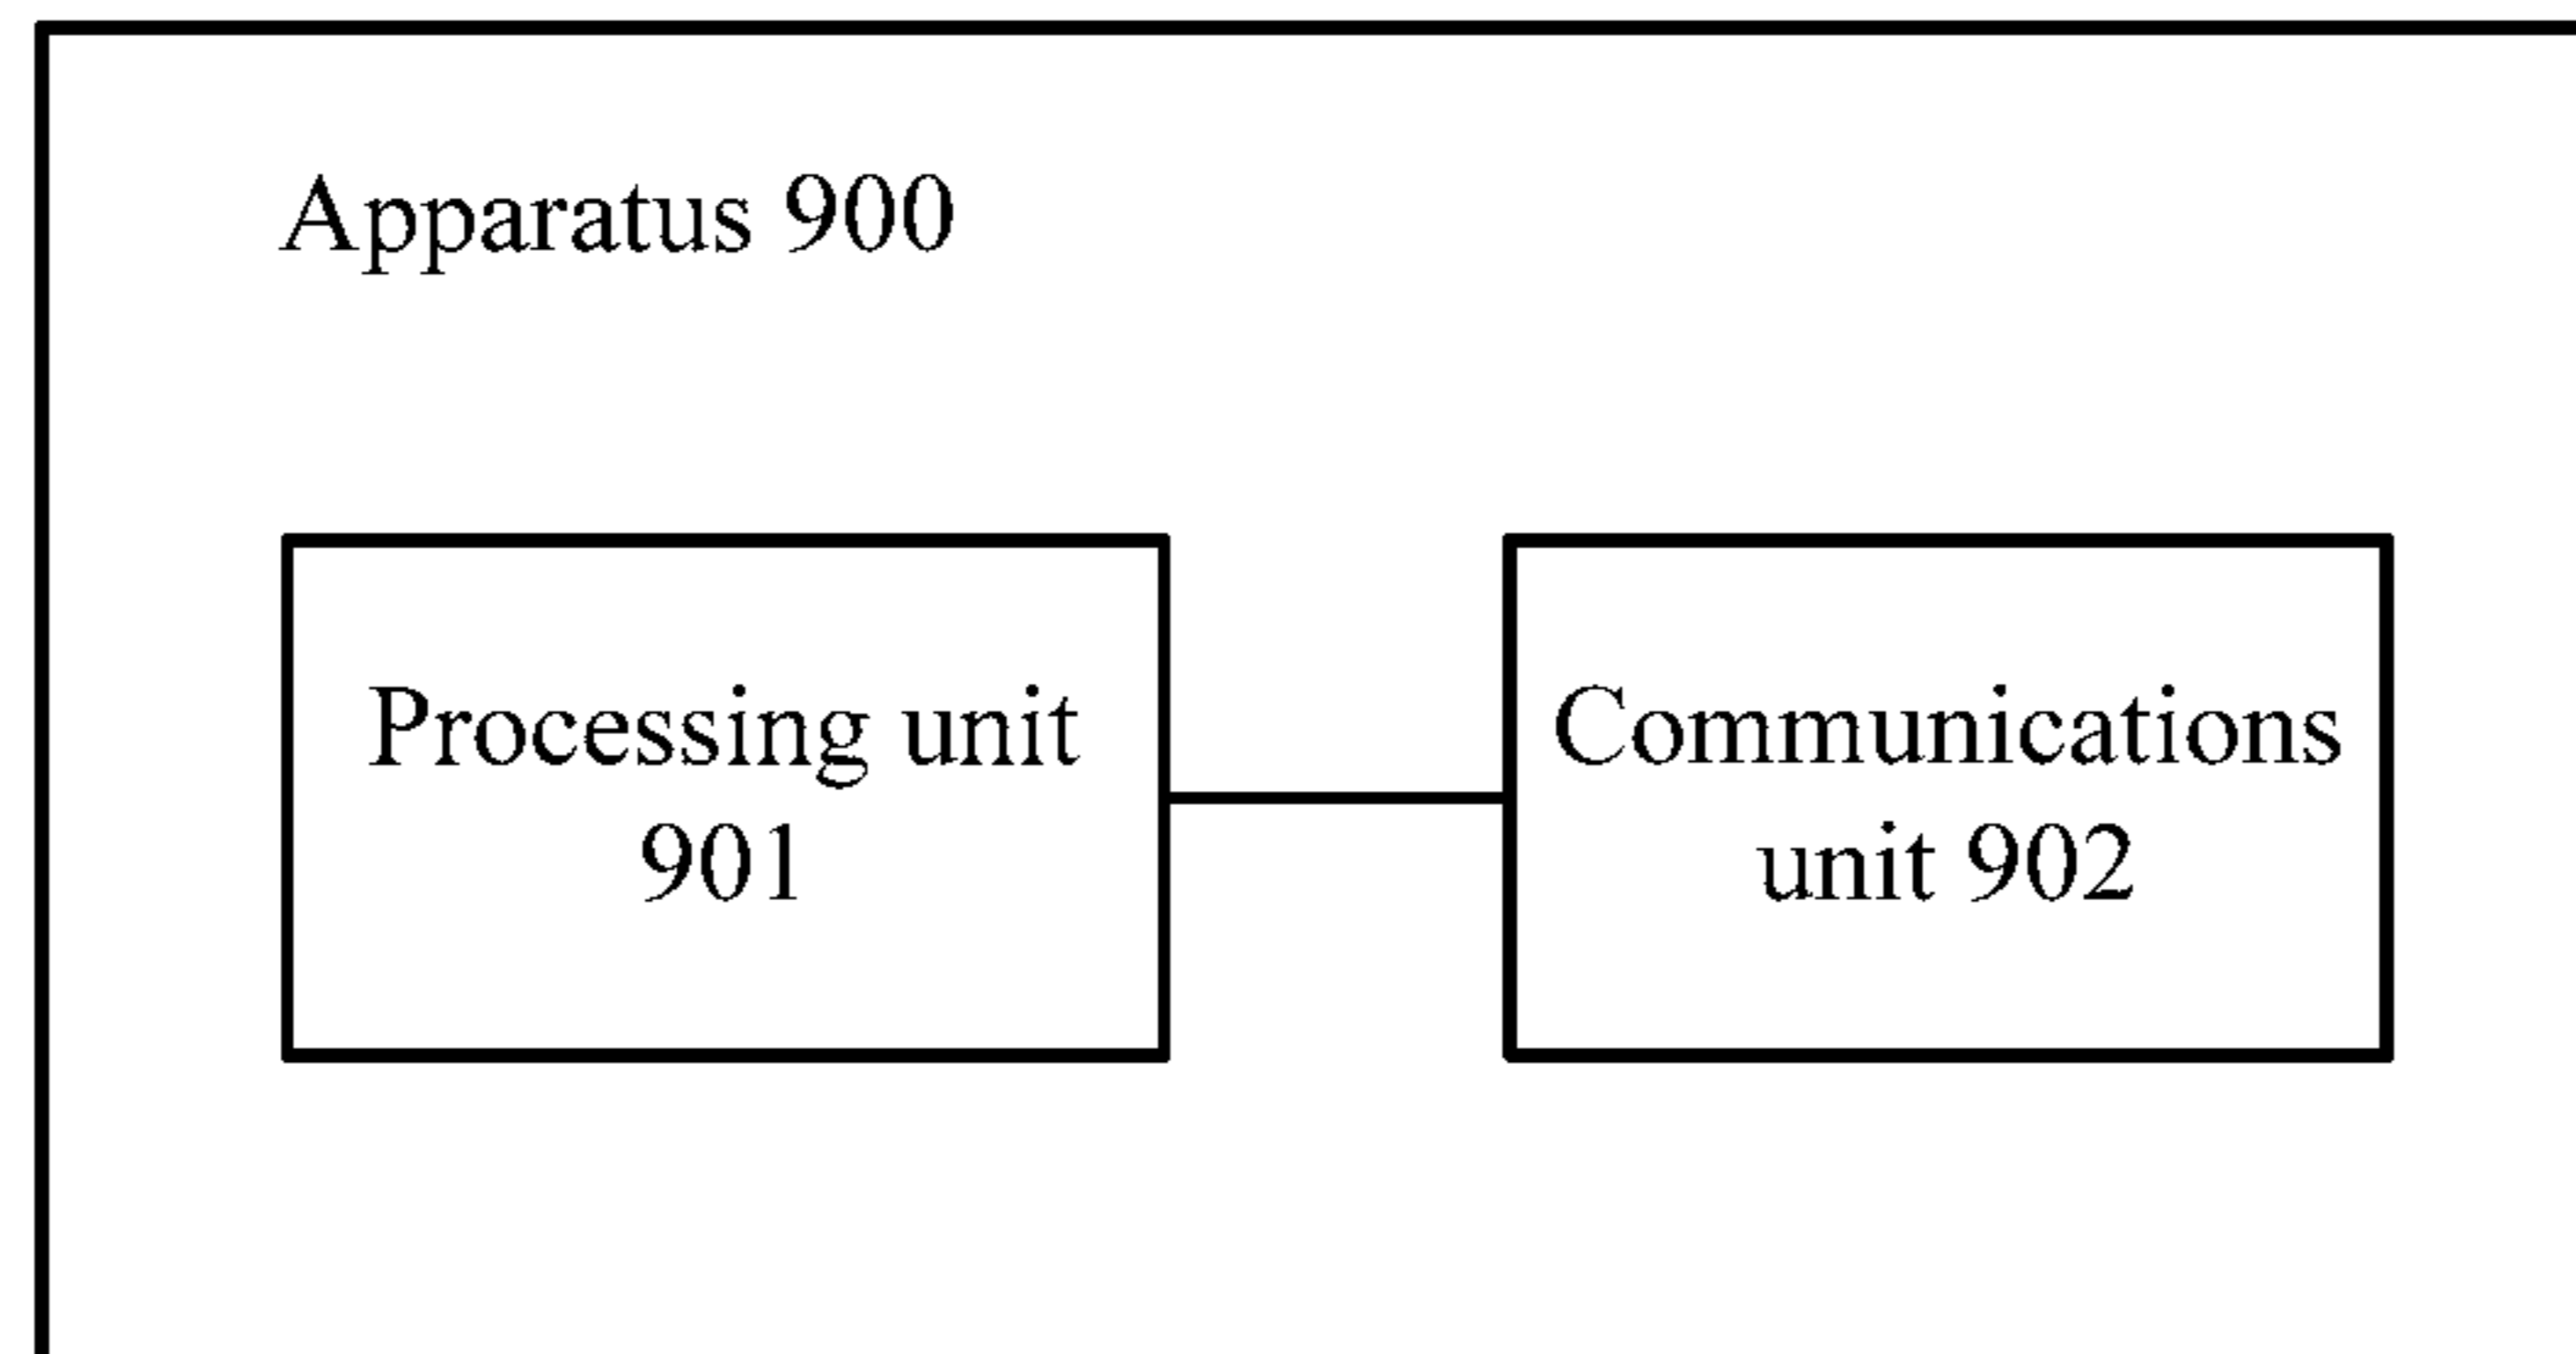 Apparatus 900
Processing unit
901
Communications
unit 902